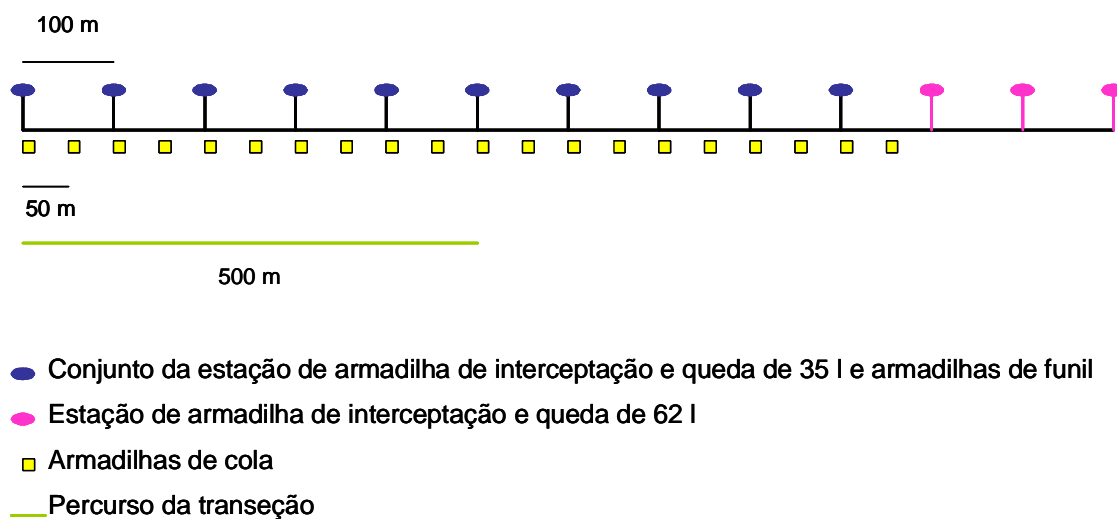 100 m
50 m
500 m
Conjunto da estação de armadilha de interceptação e queda de 35 l e armadilhas de funil
Estação de armadilha de interceptação e queda de 62 l
Armadilhas de cola
Percurso da transeção